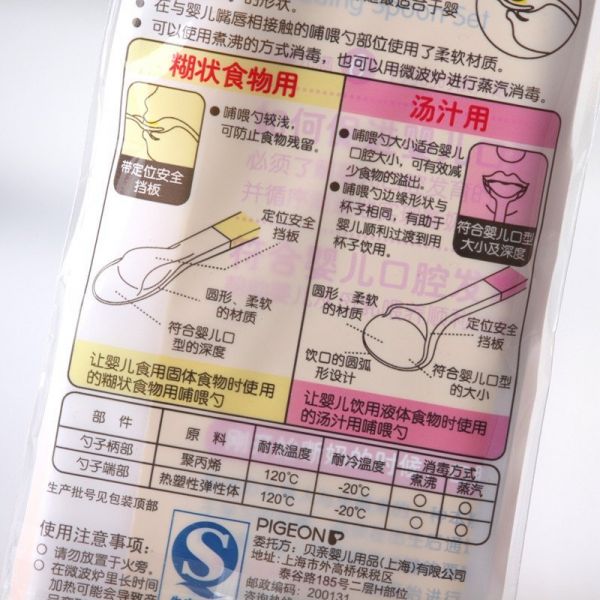 的形状。
ing Spoon Set
在与婴儿嘴唇相接触的哺喂勺部位使用了柔软材质。
可以使用煮沸的方式消毒，也可以用微波炉进行蒸汽消毒。
糊状食物用
哺喂勺较浅，
可防止食物残留。
带定位安全
挡板
定位安全
挡板
圆形、柔软
的材质
符合婴儿口
型的深度
让婴儿食用固体食物时使用
的糊状食物用哺喂勺
汤汁用
哺喂勺大小适合婴儿
口腔大小，可有效减
少食物的溢出。
哺喂勺边缘形状与
杯子相同，有助于
婴儿顺利过渡到用
杯子饮用。
符合婴儿口型
大小及深度
圆形、柔软
的材质
定位安全
挡板
饮口的圆弧
形设计
符合婴儿口型
的大小
让婴儿饮用液体食物时使用
的汤汁用哺喂勺
部 件 原 料 耐热温度 耐冷温度 消毒方式
煮沸 蒸汽
勺子柄部 聚丙烯 120℃ -20℃ ○ ○
勺子端部 热塑性弹性体 120℃ -20℃ ○ ○
生产批号见包装顶部
使用注意事项：
○ 请勿放置于火旁。
○ 在微波炉里长时间
加热可能会导致产
PIGEON
委托方：贝亲婴儿用品(上海)有限公司
地址：上海市外高桥保税区
泰谷路185号二层H部位
邮政编码：200131